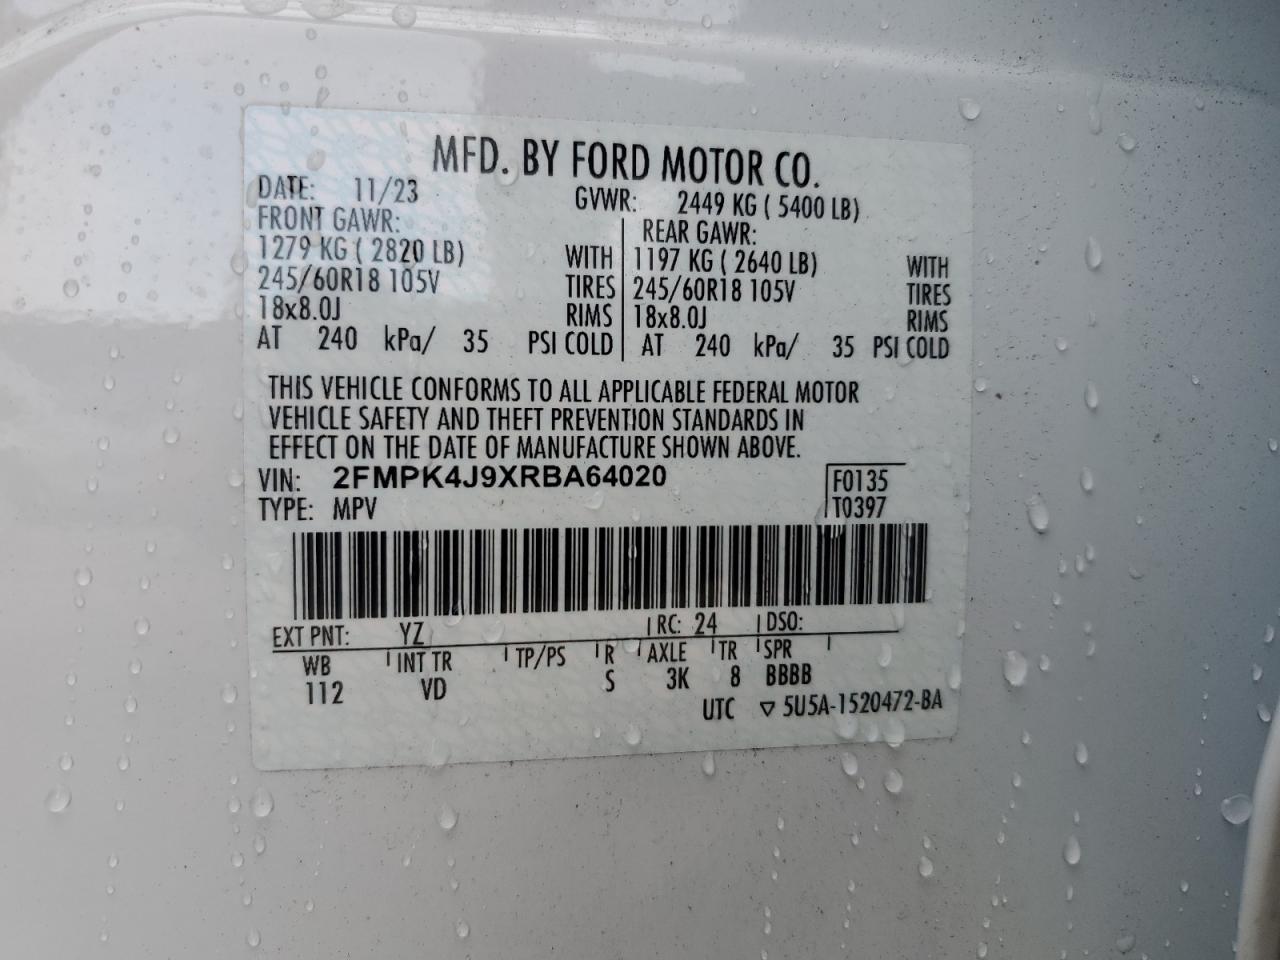 MFD. BY FORD MOTOR CO.
DATE: 11/23 GVWR: 2449 KG ( 5400 LB)
FRONT GAWR: REAR GAWR:
1279 KG ( 2820 LB) WITH 1197 KG ( 2640 LB) WITH
245/60R18 105V TIRES 245/60R18 105V TIRES
18x8.0J RIMS 18x8.0J RIMS
AT 240 kPa/ 35 PSI COLD AT 240 kPa/ 35 PSI COLD
THIS VEHICLE CONFORMS TO ALL APPLICABLE FEDERAL MOTOR
VEHICLE SAFETY AND THEFT PREVENTION STANDARDS IN
EFFECT ON THE DATE OF MANUFACTURE SHOWN ABOVE.
VIN: 2FMPK4J9XRBA64020 F0135
TYPE: MPV T0397
EXT PNT: YZ RC: 24 DSO:
WB INT TR TP/PS R AXLE TR SPR
112 VD S 3K 8 BBBB
UTC ▽ 5U5A-1520472-BA